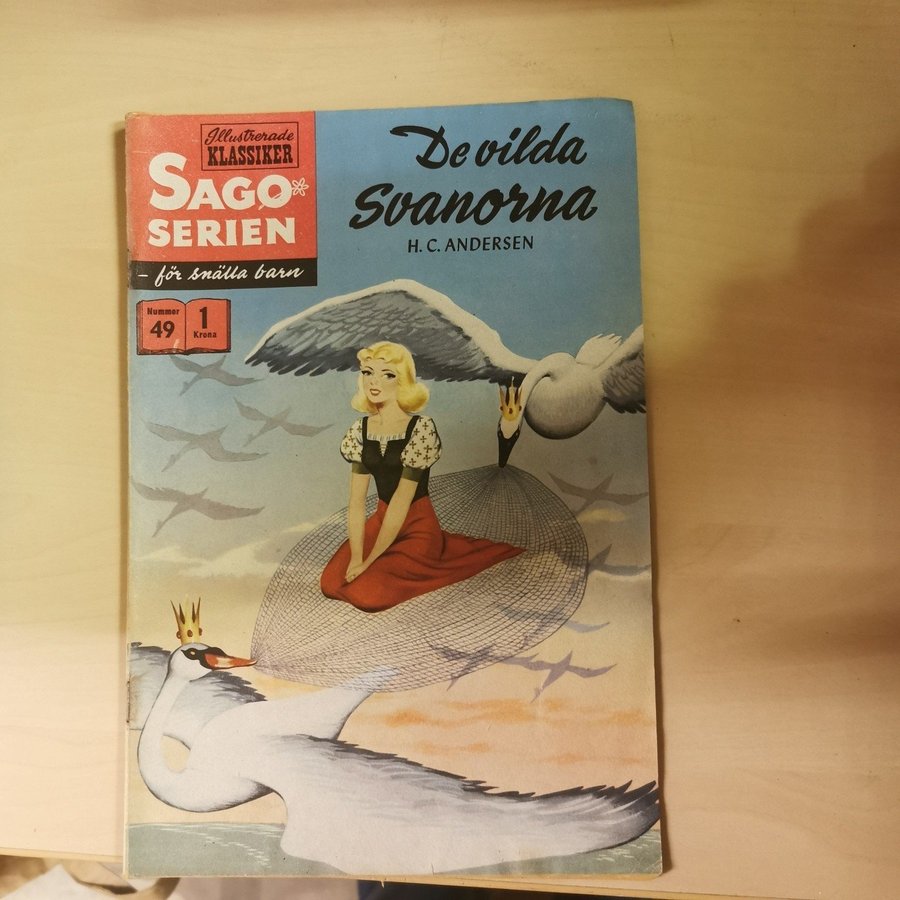 Illustrerade
KLASSIKER
SAGO
SERIEN
- för snälla barn
Nummer
49
1
Krona
De vilda
Svanorna
H. C. ANDERSEN